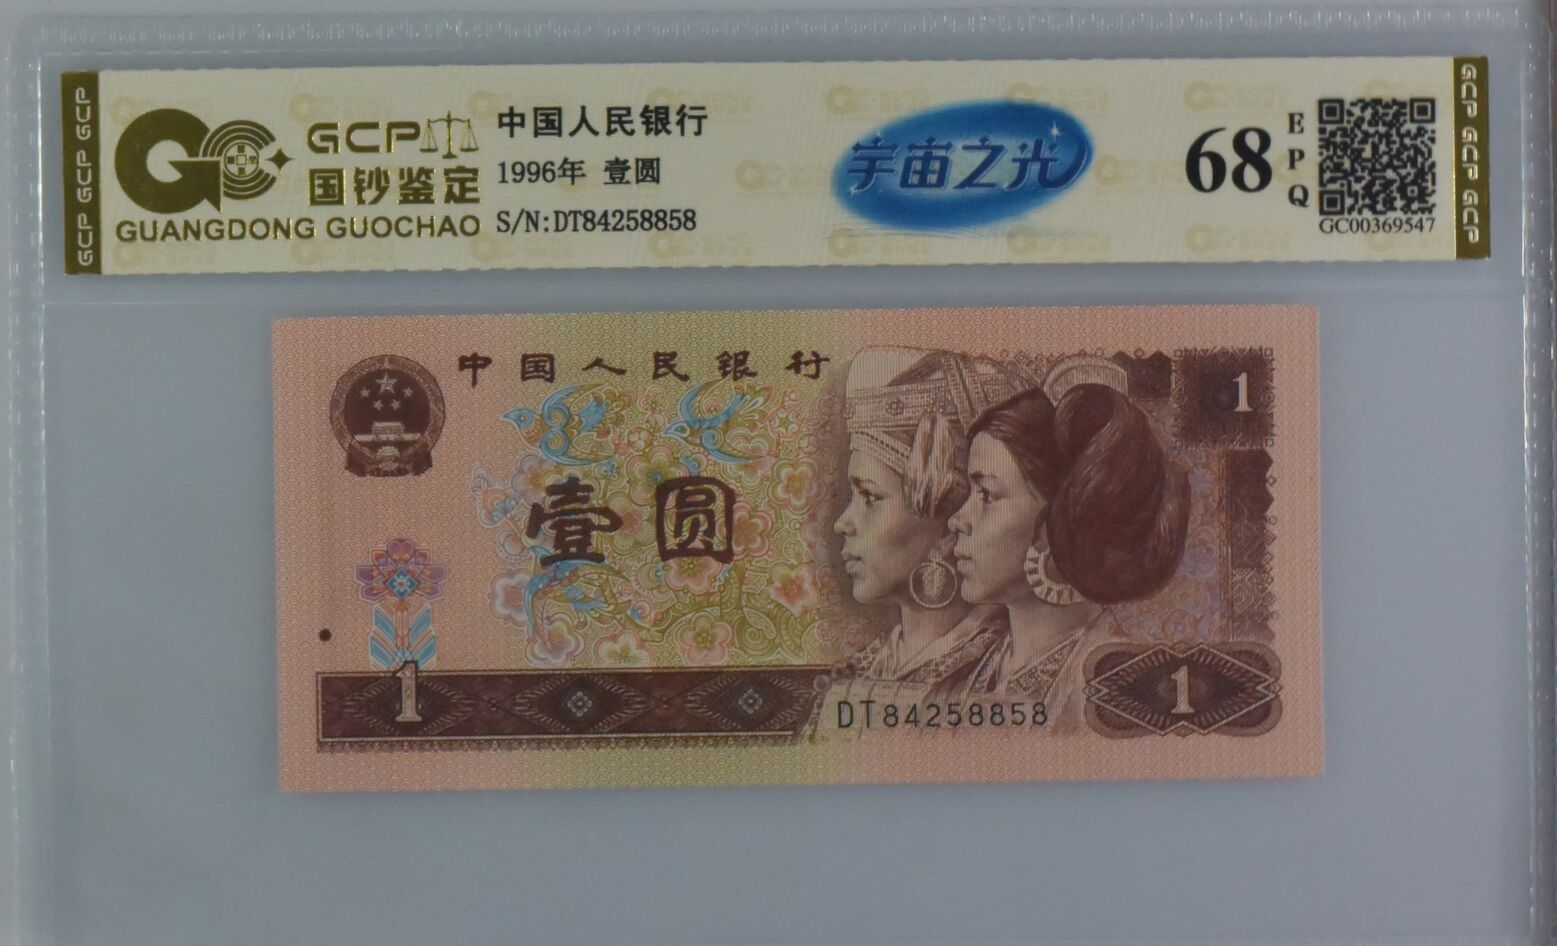 GCP GCP GCP
GCP
国钞鉴定
GUANGDONG GUOCHAO
中国人民银行
1996年 壹圆
S/N:DT84258858
宇宙之光
68
EPQ
GC00369547
GCP GCP GCP
中国人民银行
1
壹圆
1
DT84258858
1